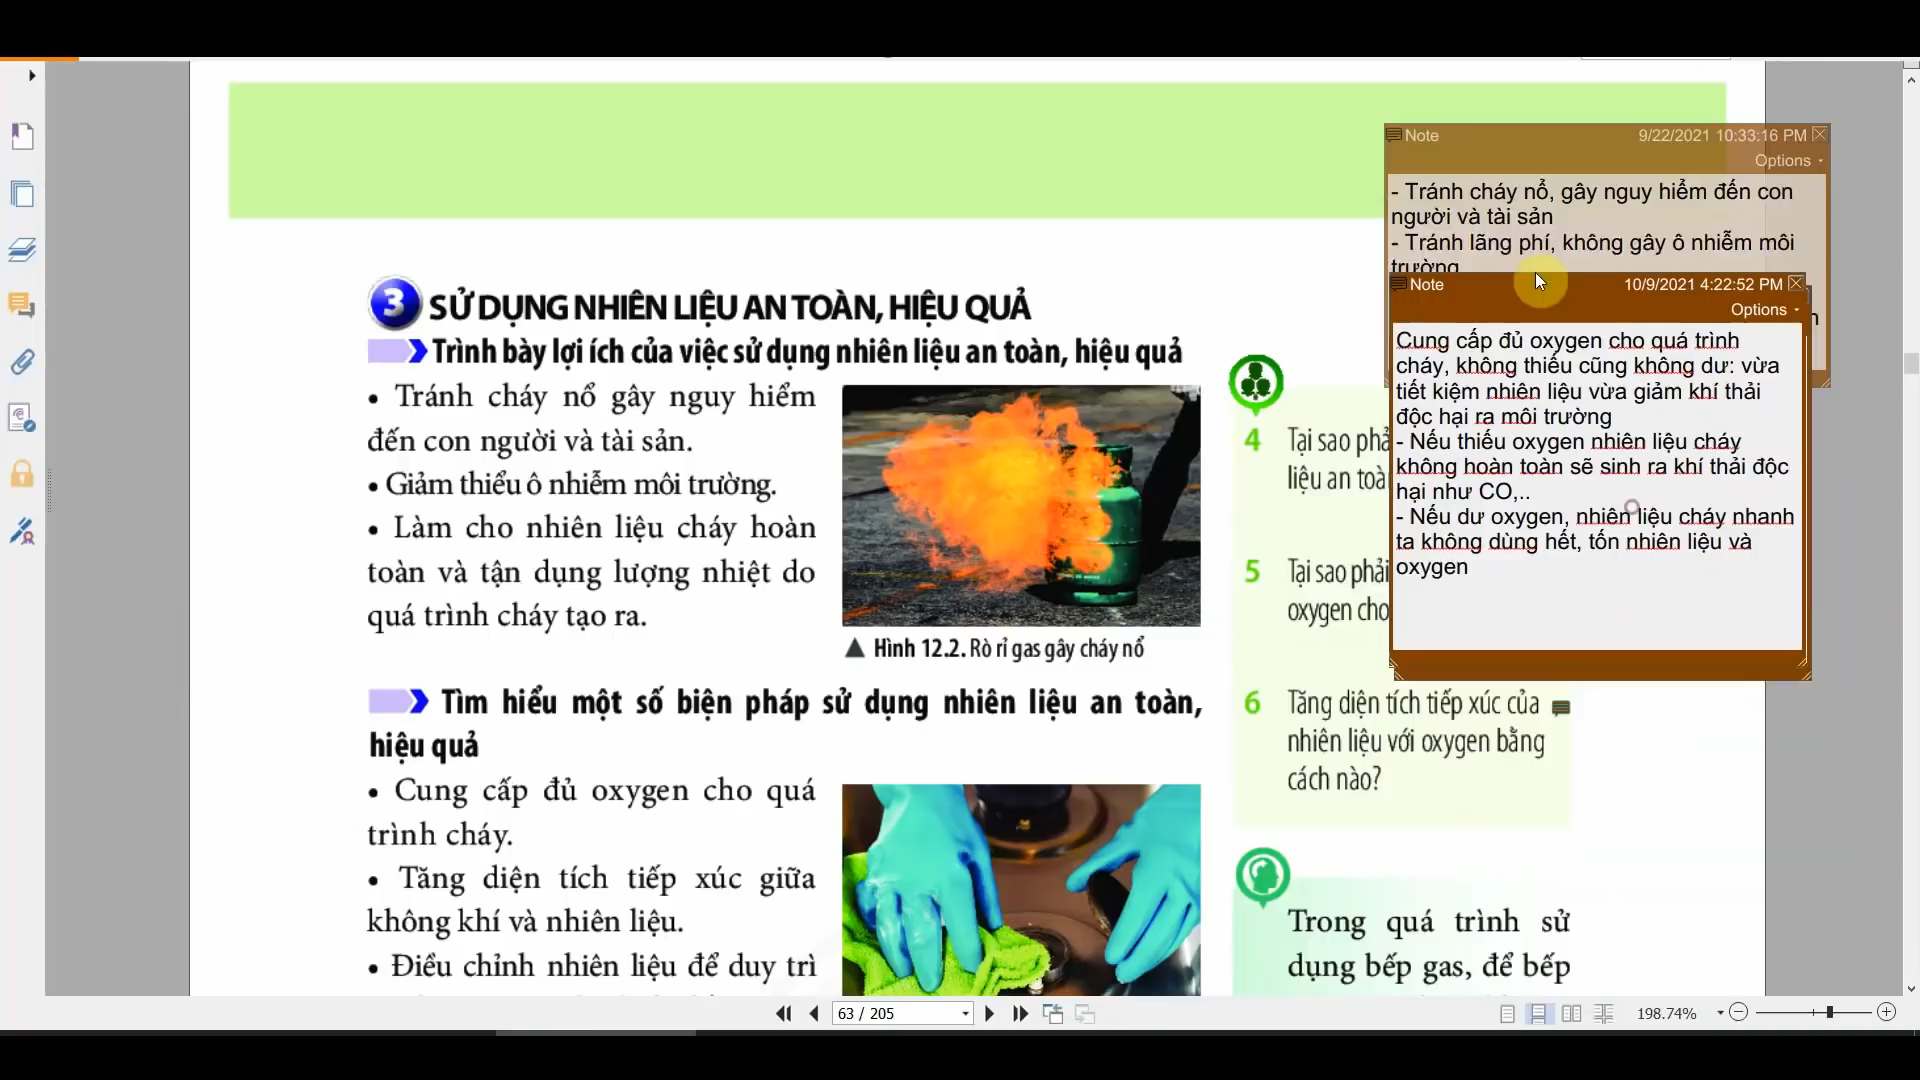 3 SỬ DỤNG NHIÊN LIỆU AN TOÀN, HIỆU QUẢ
Trình bày lợi ích của việc sử dụng nhiên liệu an toàn, hiệu quả
• Tránh cháy nổ gây nguy hiểm
đến con người và tài sản.
• Giảm thiểu ô nhiễm môi trường.
• Làm cho nhiên liệu cháy hoàn
toàn và tận dụng lượng nhiệt do
quá trình cháy tạo ra.
▲ Hình 12.2. Rò rỉ gas gây cháy nổ
Tìm hiểu một số biện pháp sử dụng nhiên liệu an toàn,
hiệu quả
• Cung cấp đủ oxygen cho quá
trình cháy.
• Tăng diện tích tiếp xúc giữa
không khí và nhiên liệu.
• Điều chỉnh nhiên liệu để duy trì
4 Tại sao phả
liệu an toà
5 Tại sao phải
oxygen cho
6 Tăng diện tích tiếp xúc của
nhiên liệu với oxygen bằng
cách nào?
Trong quá trình sử
dụng bếp gas, để bếp
Note 9/22/2021 10:33:16 PM
Options
- Tránh cháy nổ, gây nguy hiểm đến con
người và tài sản
- Tránh lãng phí, không gây ô nhiễm môi
trường
Note 10/9/2021 4:22:52 PM
Options
Cung cấp đủ oxygen cho quá trình
cháy, không thiếu cũng không dư: vừa
tiết kiệm nhiên liệu vừa giảm khí thải
độc hại ra môi trường
- Nếu thiếu oxygen nhiên liệu cháy
không hoàn toàn sẽ sinh ra khí thải độc
hại như CO,..
- Nếu dư oxygen, nhiên liệu cháy nhanh
ta không dùng hết, tốn nhiên liệu và
oxygen
63 / 205
198.74%